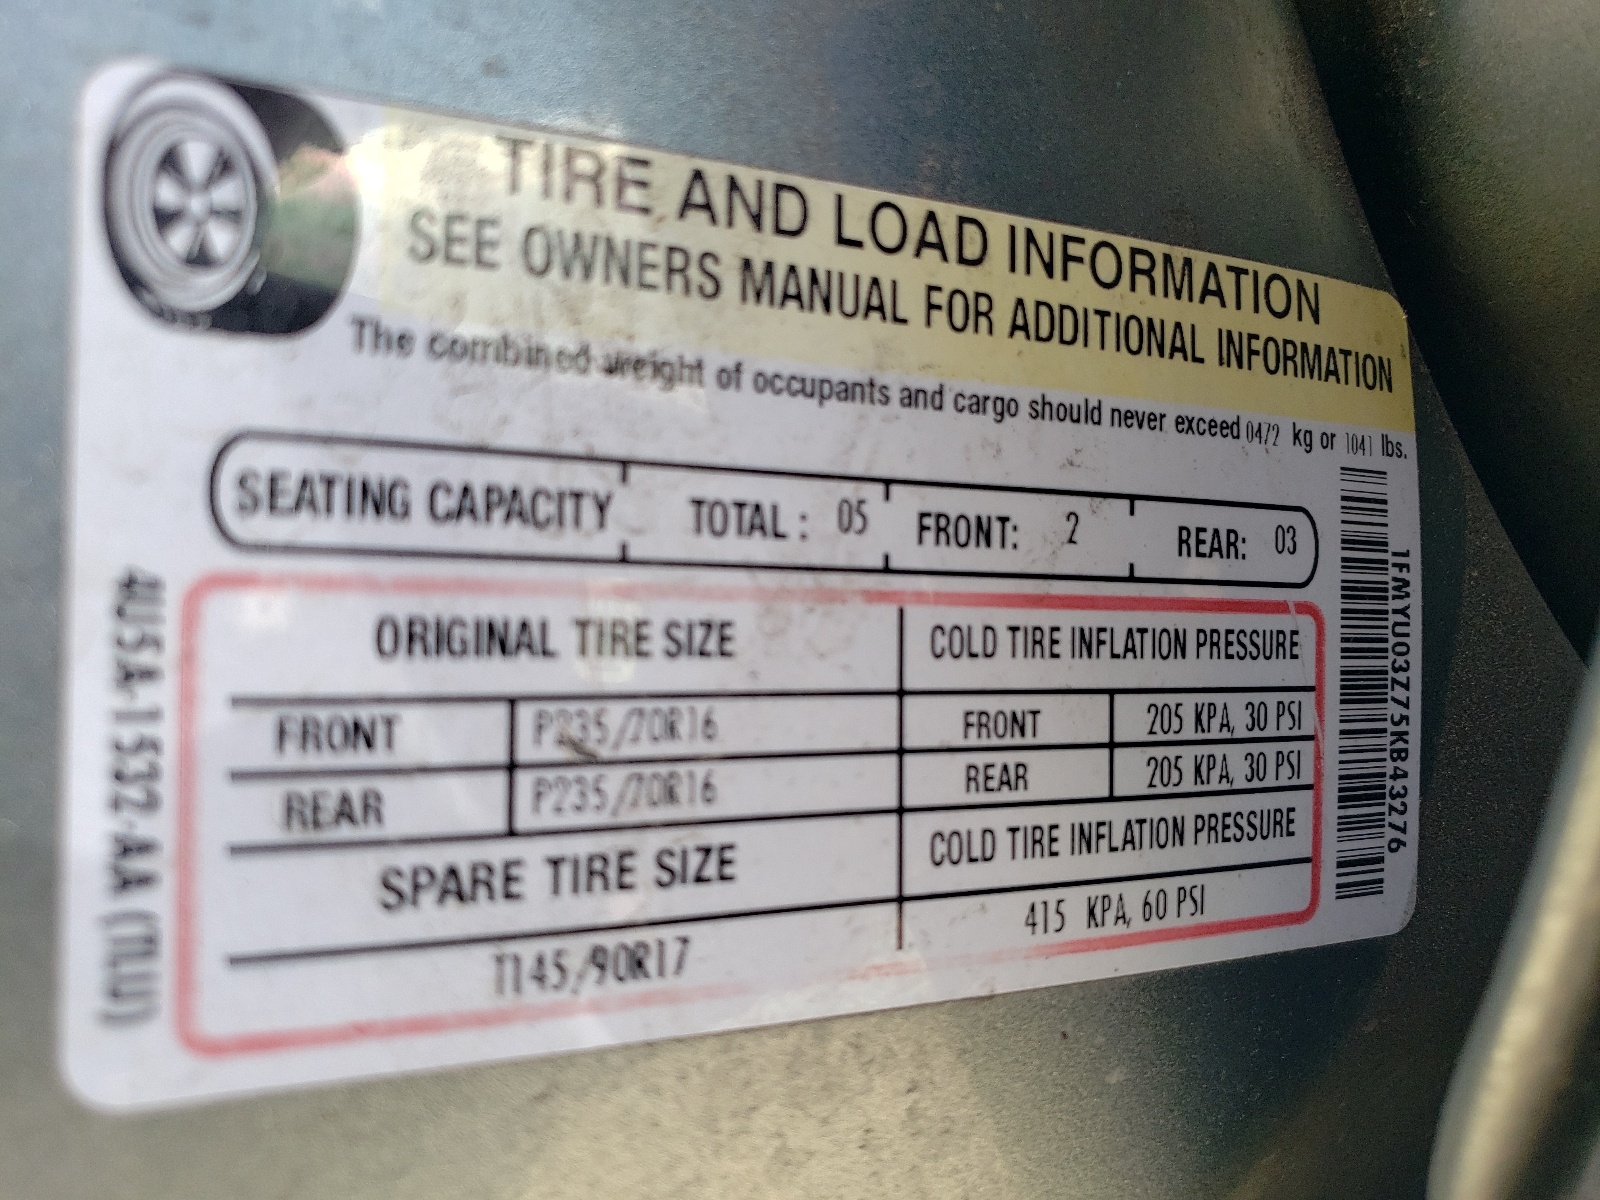 TIRE AND LOAD INFORMATION
SEE OWNERS MANUAL FOR ADDITIONAL INFORMATION
The combined weight of occupants and cargo should never exceed 0472 kg or 1041 lbs.
SEATING CAPACITY TOTAL: 05 FRONT: 2 REAR: 03
ORIGINAL TIRE SIZE COLD TIRE INFLATION PRESSURE
FRONT P235/70R16 FRONT 205 KPA, 30 PSI
REAR P235/70R16 REAR 205 KPA, 30 PSI
SPARE TIRE SIZE COLD TIRE INFLATION PRESSURE
T145/90R17 415 KPA, 60 PSI
4U5A-1532-AA (TLU)
1FMYU03Z75KB43276